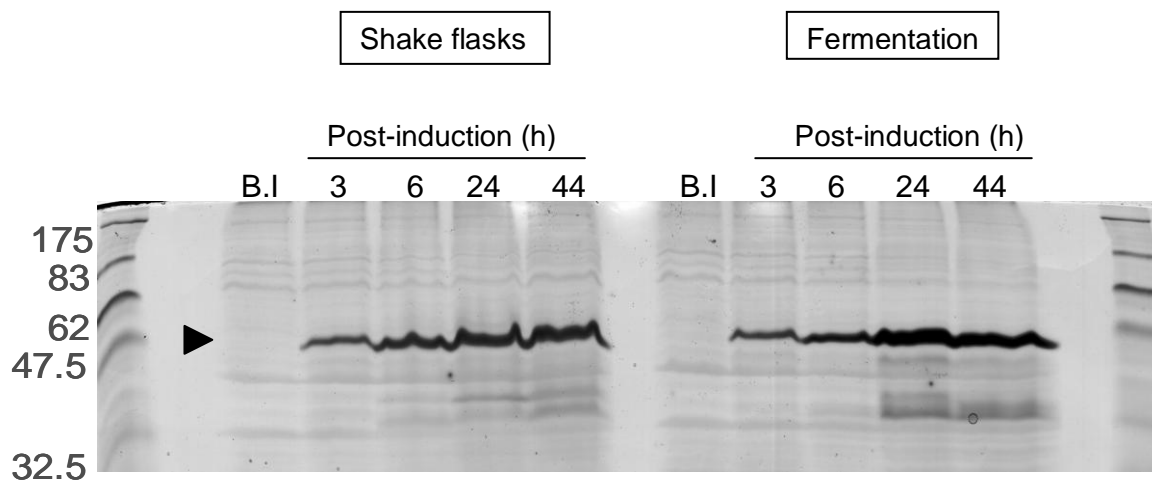 Shake flasks Fermentation
Post-induction (h) Post-induction (h)
B.I 3 6 24 44 B.I 3 6 24 44
175
83
62
47.5
32.5